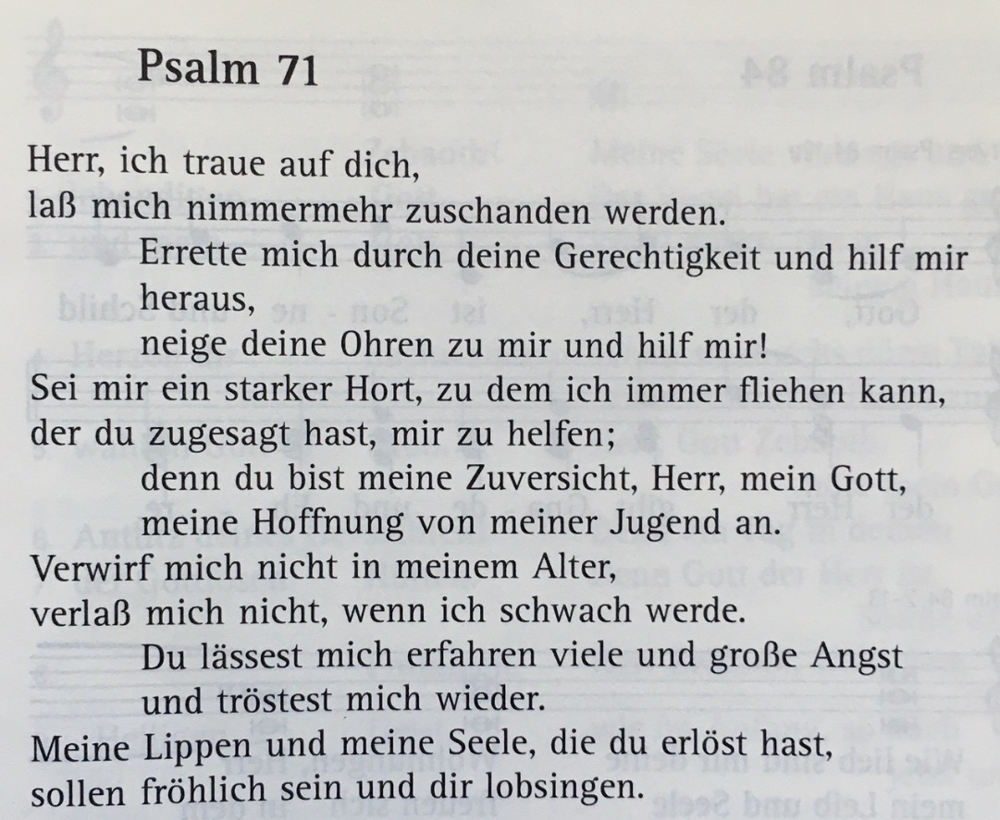 Psalm 71
Herr, ich traue auf dich,
laß mich nimmermehr zuschanden werden.
Errette mich durch deine Gerechtigkeit und hilf mir
heraus,
neige deine Ohren zu mir und hilf mir!
Sei mir ein starker Hort, zu dem ich immer fliehen kann,
der du zugesagt hast, mir zu helfen;
denn du bist meine Zuversicht, Herr, mein Gott,
meine Hoffnung von meiner Jugend an.
Verwirf mich nicht in meinem Alter,
verlaß mich nicht, wenn ich schwach werde.
Du lässest mich erfahren viele und große Angst
und tröstest mich wieder.
Meine Lippen und meine Seele, die du erlöst hast,
sollen fröhlich sein und dir lobsingen.